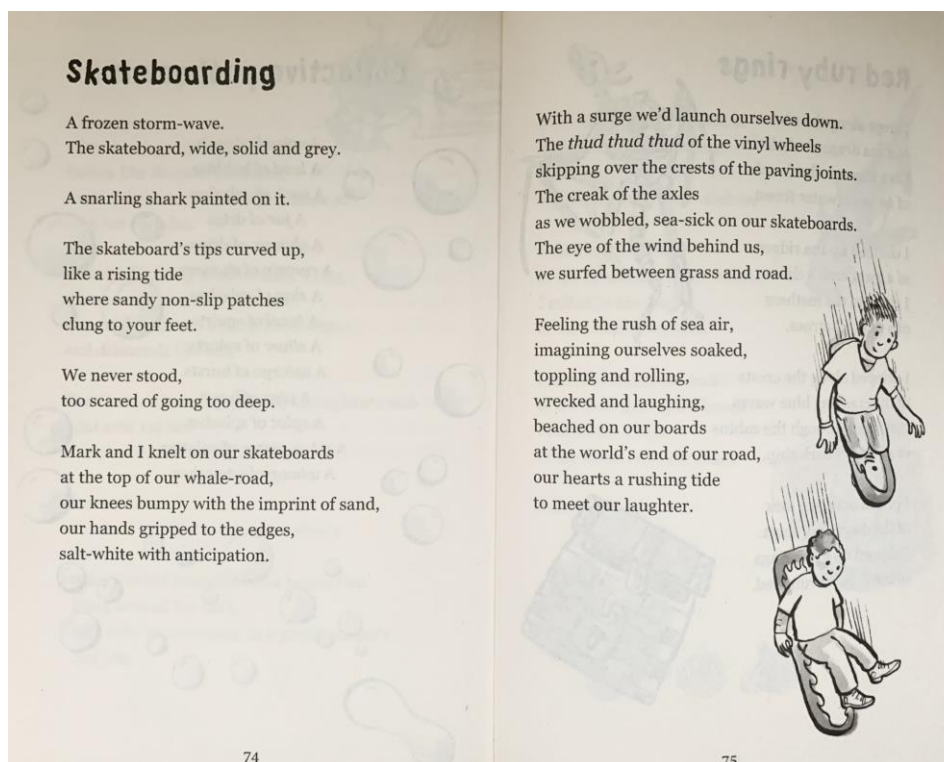 Skateboarding
A frozen storm-wave.
The skateboard, wide, solid and grey.
A snarling shark painted on it.
The skateboard’s tips curved up,
like a rising tide
where sandy non-slip patches
clung to your feet.
We never stood,
too scared of going too deep.
Mark and I knelt on our skateboards
at the top of our whale-road,
our knees bumpy with the imprint of sand,
our hands gripped to the edges,
salt-white with anticipation.
74
With a surge we’d launch ourselves down.
The thud thud thud of the vinyl wheels
skipping over the crests of the paving joints.
The creak of the axles
as we wobbled, sea-sick on our skateboards.
The eye of the wind behind us,
we surfed between grass and road.
Feeling the rush of sea air,
imagining ourselves soaked,
toppling and rolling,
wrecked and laughing,
beached on our boards
at the world’s end of our road,
our hearts a rushing tide
to meet our laughter.
75